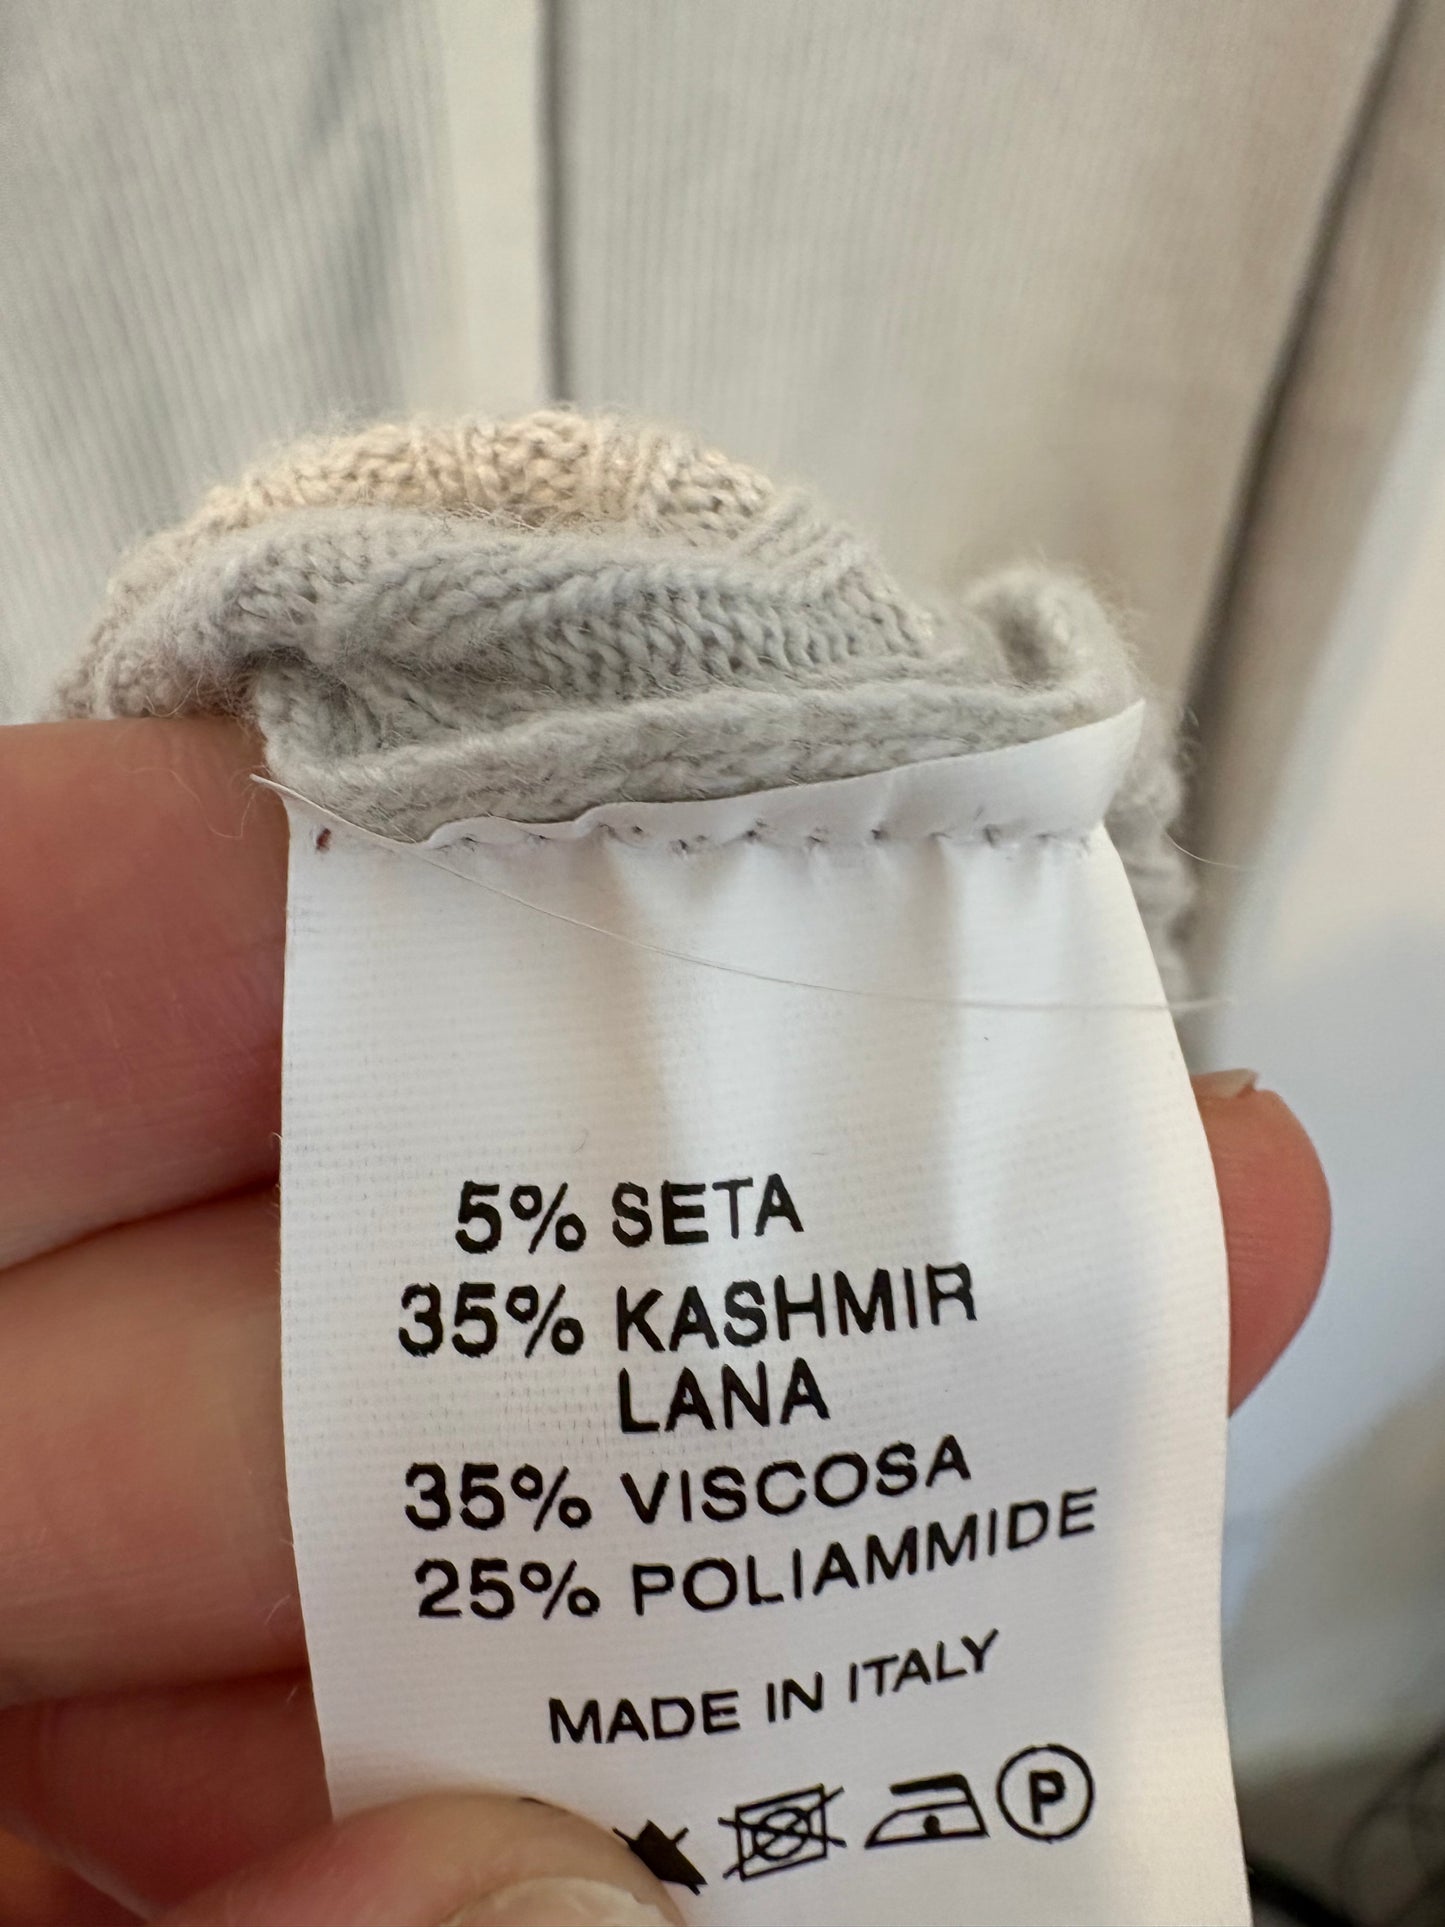 5% SETA
35% KASHMIR
LANA
35% VISCOSA
25% POLIAMMIDE
MADE IN ITALY
P